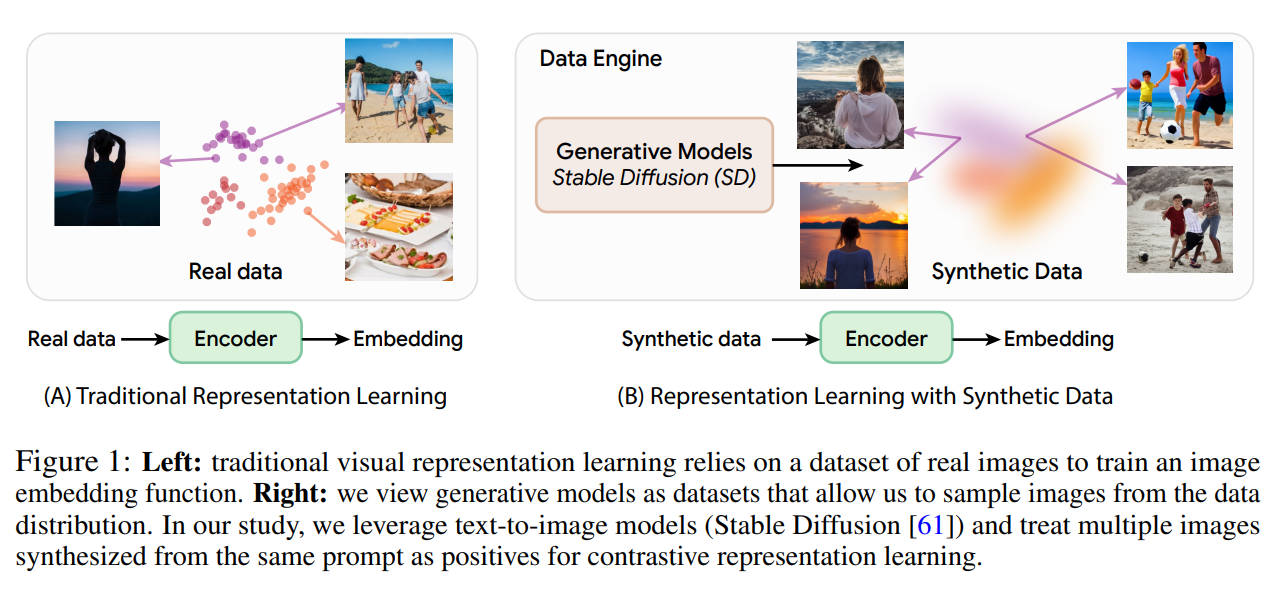 Data Engine
Generative Models
Stable Diffusion (SD)
Real data
Synthetic Data
Real data
Encoder
Embedding
Synthetic data
Encoder
Embedding
(A) Traditional Representation Learning
(B) Representation Learning with Synthetic Data
Figure 1: Left: traditional visual representation learning relies on a dataset of real images to train an image
embedding function. Right: we view generative models as datasets that allow us to sample images from the data
distribution. In our study, we leverage text-to-image models (Stable Diffusion [61]) and treat multiple images
synthesized from the same prompt as positives for contrastive representation learning.